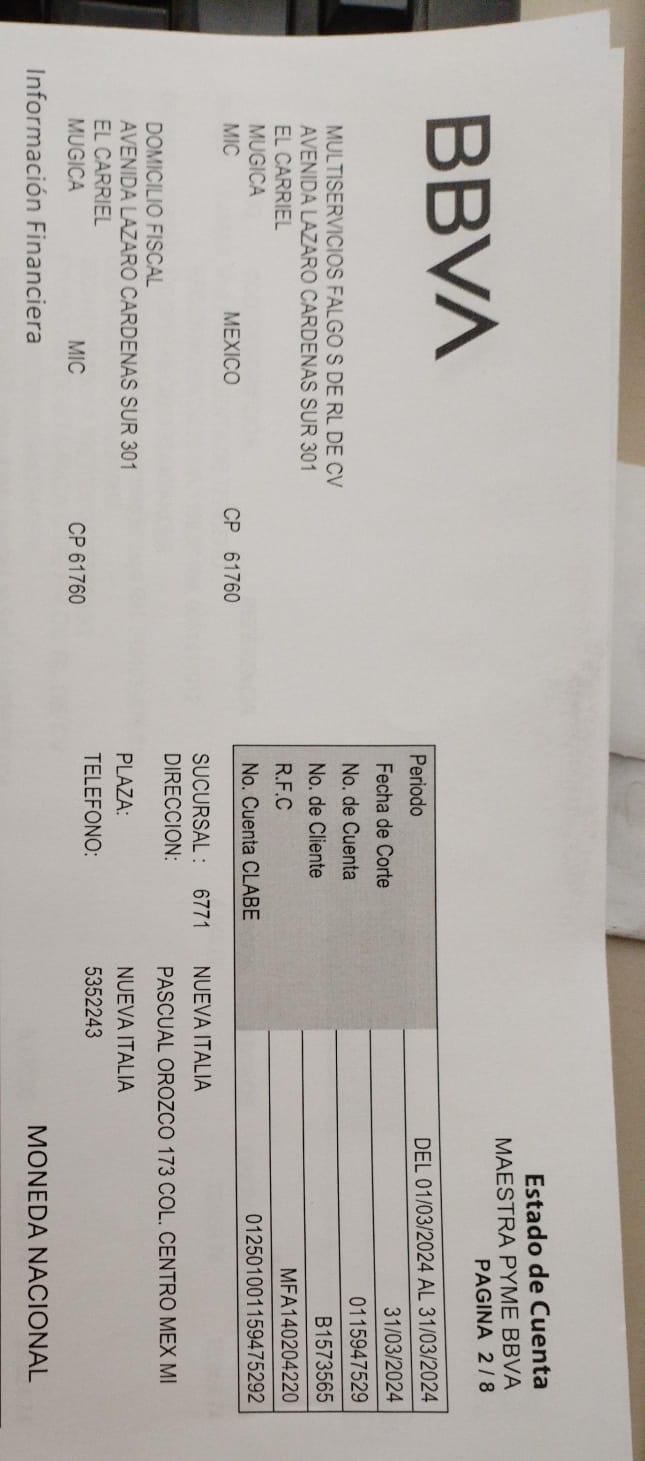 BBVA
Estado de Cuenta
MAESTRA PYME BBVA
PAGINA 2 / 8
MULTISERVICIOS FALGO S DE RL DE CV
AVENIDA LAZARO CARDENAS SUR 301
EL CARRIEL
MUGICA
MIC MEXICO CP 61760
Periodo DEL 01/03/2024 AL 31/03/2024
Fecha de Corte 31/03/2024
No. de Cuenta 0115947529
No. de Cliente B1573565
R.F.C MFA140204220
No. Cuenta CLABE 012501001159475292
SUCURSAL : 6771 NUEVA ITALIA
DIRECCION: PASCUAL OROZCO 173 COL. CENTRO MEX MI
PLAZA: NUEVA ITALIA
TELEFONO: 5352243
DOMICILIO FISCAL
AVENIDA LAZARO CARDENAS SUR 301
EL CARRIEL
MUGICA MIC CP 61760
Información Financiera
MONEDA NACIONAL